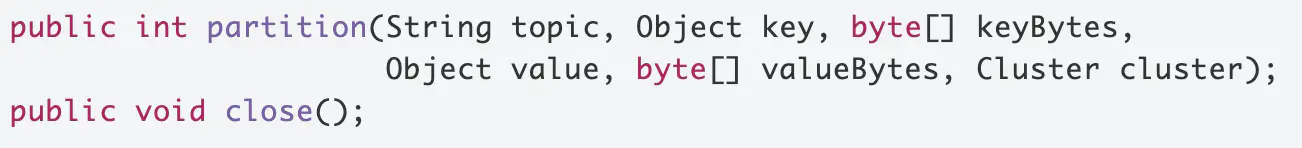 public int partition(String topic, Object key, byte[] keyBytes,
Object value, byte[] valueBytes, Cluster cluster);
public void close();